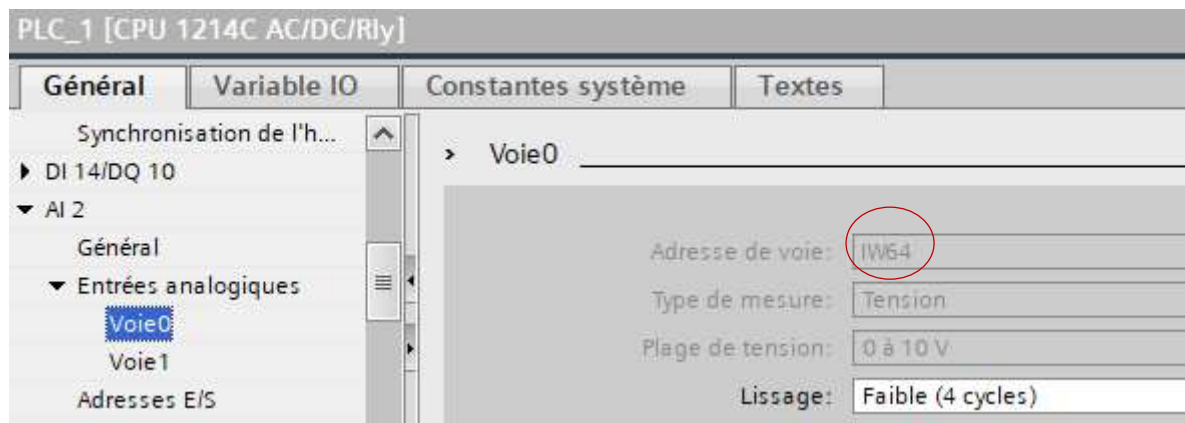 PLC_1 [CPU 1214C AC/DC/Rly]
Général Variable IO Constantes système Textes
Synchronisation de l'h...
DI 14/DQ 10
AI 2
Général
Entrées analogiques
Voie0
Voie1
Adresses E/S
Voie0
Adresse de voie: IW64
Type de mesure: Tension
Plage de tension: 0 à 10 V
Lissage: Faible (4 cycles)